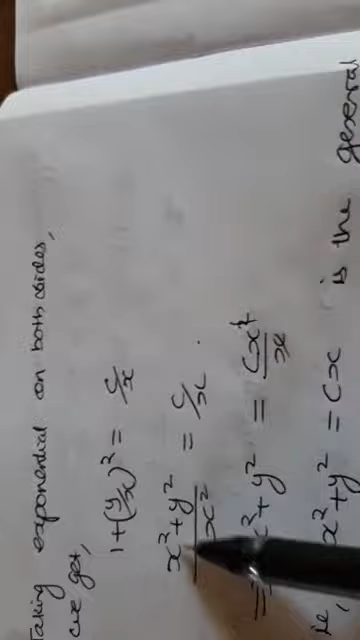 Taking exponential on both sides,
we get,
1+(y/x)² = c/x
x²+y²/x² = c/x.
= x²+y² = cx²/x
ie, x²+y² = cx is the general